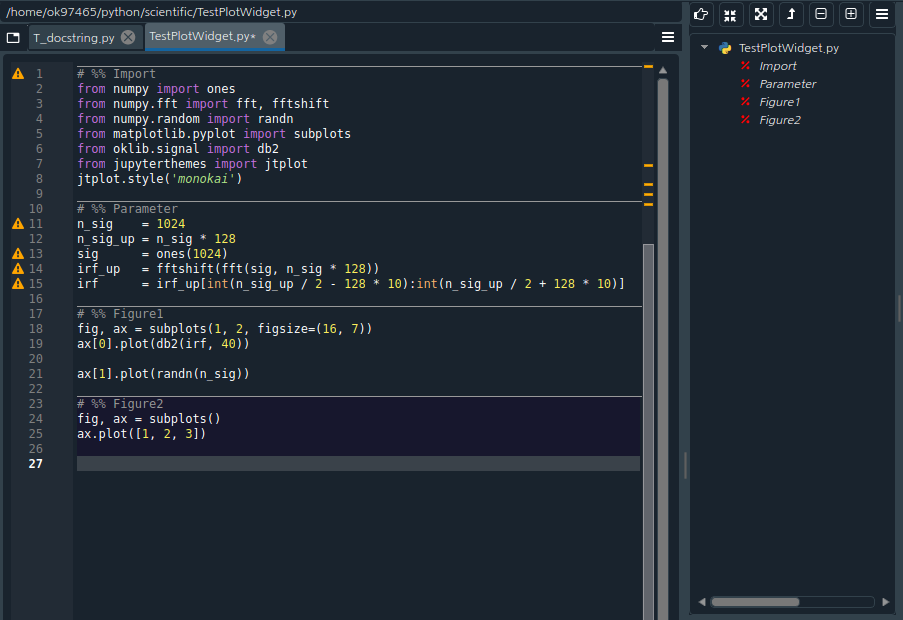 /home/ok97465/python/scientific/TestPlotWidget.py
T_docstring.py
TestPlotWidget.py*
1 # %% Import
2 from numpy import ones
3 from numpy.fft import fft, fftshift
4 from numpy.random import randn
5 from matplotlib.pyplot import subplots
6 from oklib.signal import db2
7 from jupyterthemes import jtplot
8 jtplot.style('monokai')
9
10 # %% Parameter
11 n_sig    = 1024
12 n_sig_up = n_sig * 128
13 sig      = ones(1024)
14 irf_up   = fftshift(fft(sig, n_sig * 128))
15 irf      = irf_up[int(n_sig_up / 2 - 128 * 10):int(n_sig_up / 2 + 128 * 10)]
16
17 # %% Figure1
18 fig, ax = subplots(1, 2, figsize=(16, 7))
19 ax[0].plot(db2(irf, 40))
20
21 ax[1].plot(randn(n_sig))
22
23 # %% Figure2
24 fig, ax = subplots()
25 ax.plot([1, 2, 3])
26
27
TestPlotWidget.py
Import
Parameter
Figure1
Figure2